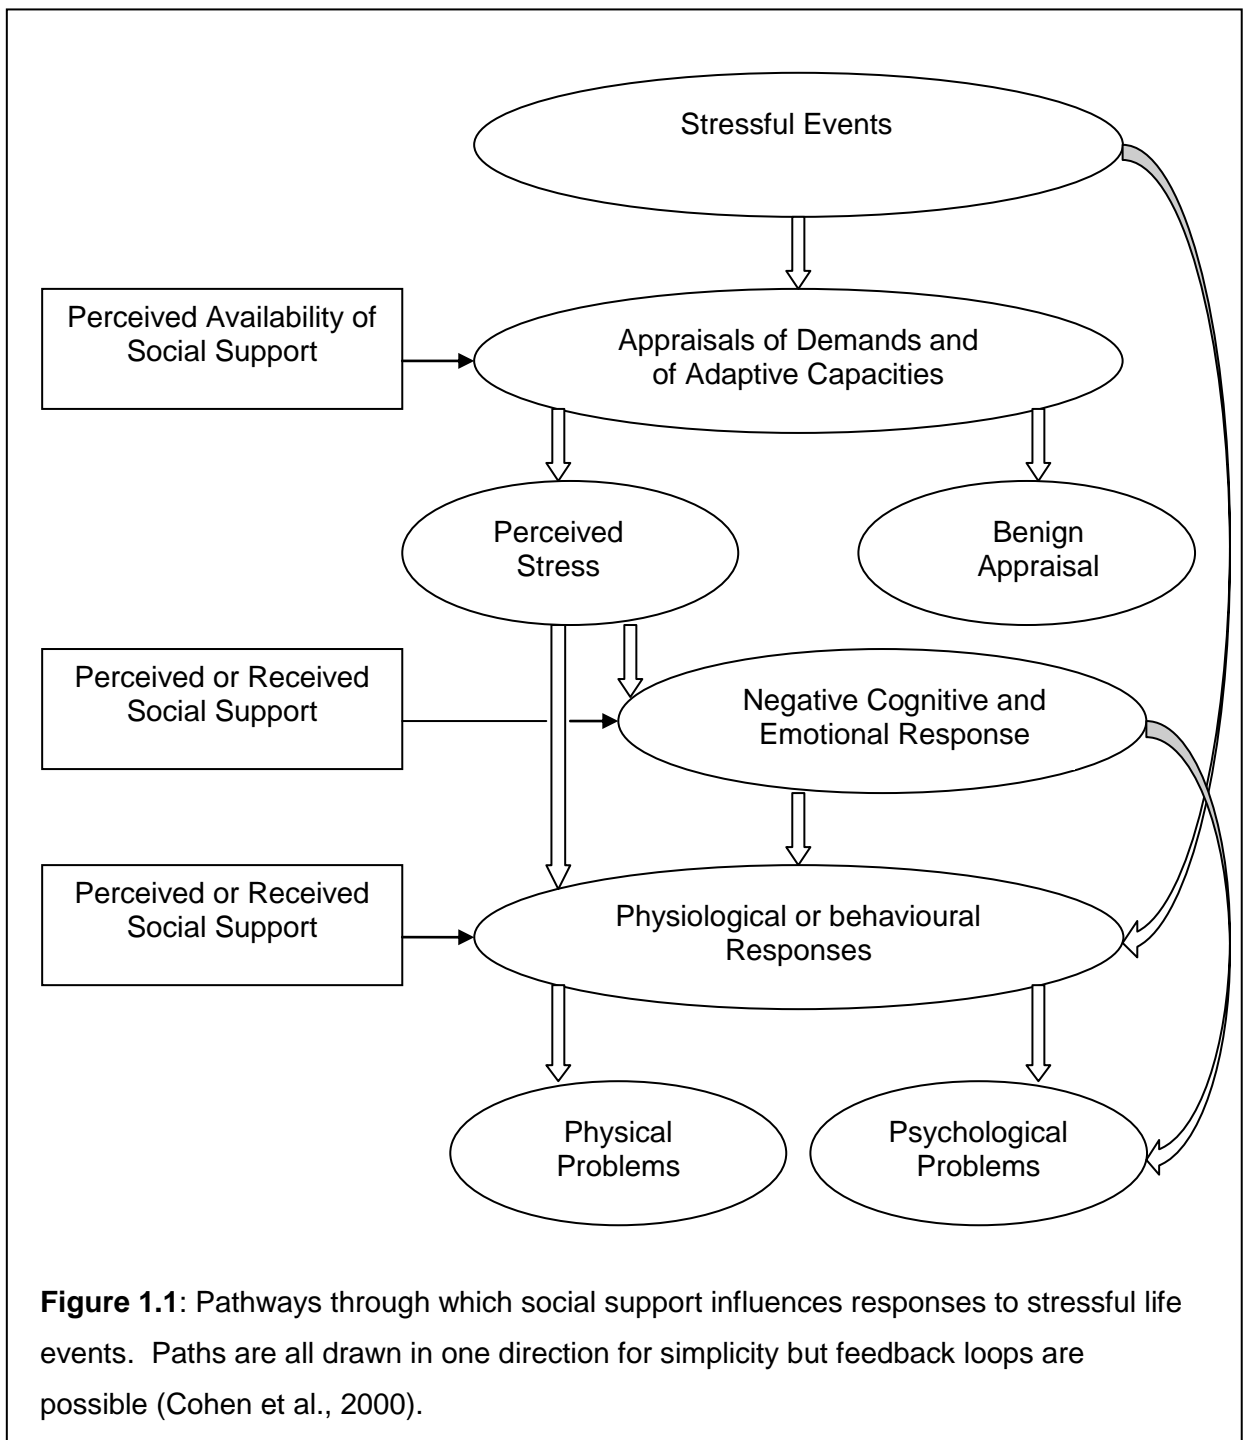 Stressful Events
Perceived Availability of
Social Support
Appraisals of Demands and
of Adaptive Capacities
Perceived
Stress
Benign
Appraisal
Perceived or Received
Social Support
Negative Cognitive and
Emotional Response
Perceived or Received
Social Support
Physiological or behavioural
Responses
Physical
Problems
Psychological
Problems
Figure 1.1: Pathways through which social support influences responses to stressful life
events.  Paths are all drawn in one direction for simplicity but feedback loops are
possible (Cohen et al., 2000).